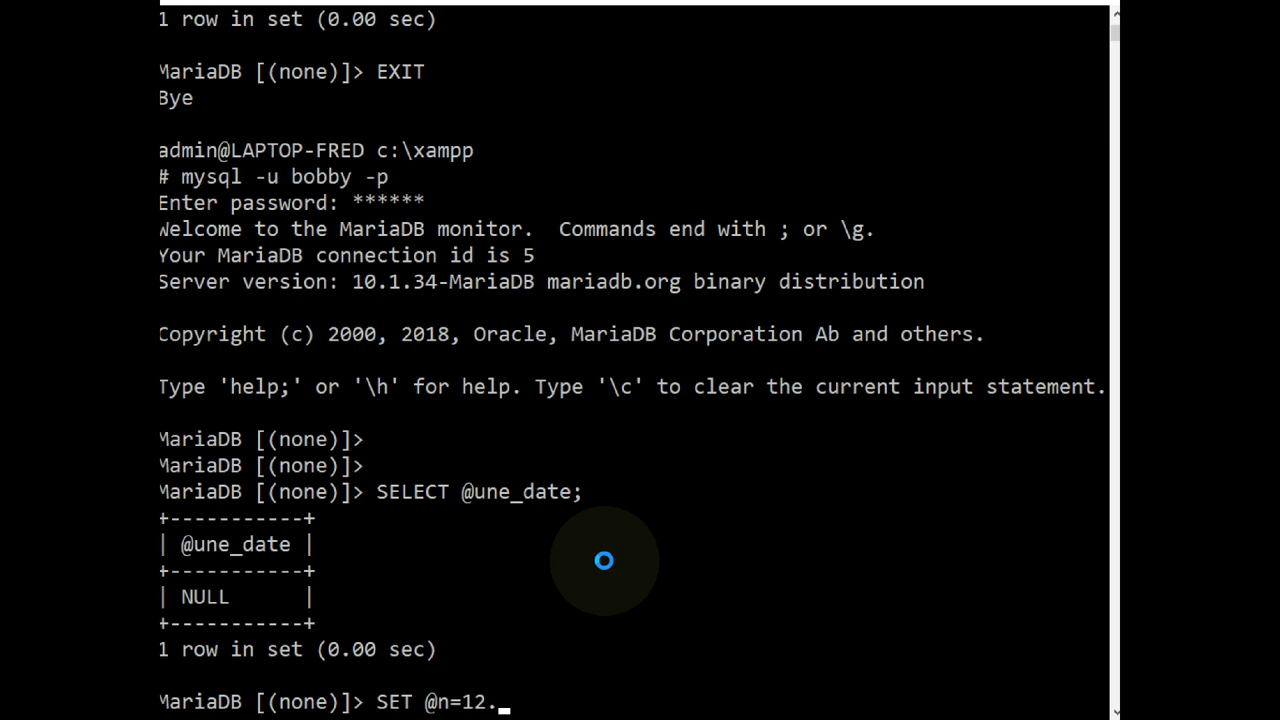 1 row in set (0.00 sec)
MariaDB [(none)]> EXIT
Bye
admin@LAPTOP-FRED c:\xampp
# mysql -u bobby -p
Enter password: ******
Welcome to the MariaDB monitor.  Commands end with ; or \g.
Your MariaDB connection id is 5
Server version: 10.1.34-MariaDB mariadb.org binary distribution
Copyright (c) 2000, 2018, Oracle, MariaDB Corporation Ab and others.
Type 'help;' or '\h' for help. Type '\c' to clear the current input statement.
MariaDB [(none)]>
MariaDB [(none)]>
MariaDB [(none)]> SELECT @une_date;
+-----------+
| @une_date |
+-----------+
| NULL      |
+-----------+
1 row in set (0.00 sec)
MariaDB [(none)]> SET @n=12.